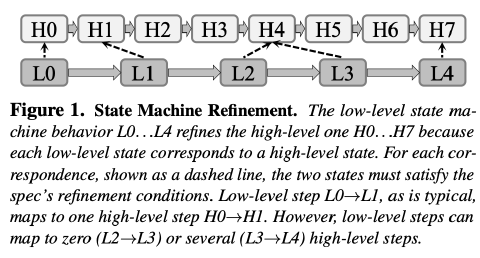 H0 H1 H2 H3 H4 H5 H6 H7
L0 L1 L2 L3 L4
Figure 1. State Machine Refinement. The low-level state ma-
chine behavior L0...L4 refines the high-level one H0...H7 because
each low-level state corresponds to a high-level state. For each cor-
respondence, shown as a dashed line, the two states must satisfy the
spec's refinement conditions. Low-level step L0→L1, as is typical,
maps to one high-level step H0→H1. However, low-level steps can
map to zero (L2→L3) or several (L3→L4) high-level steps.